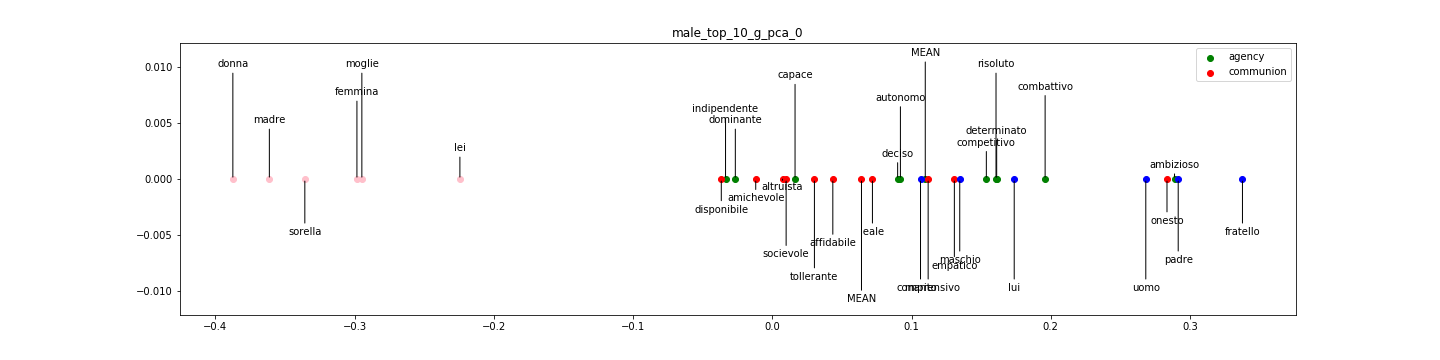 male_top_10_g_pca_0
agency
communion
0.010
0.005
0.000
−0.005
−0.010
donna
madre
moglie
femmina
lei
sorella
indipendente
dominante
capace
autonomo
MEAN
risoluto
combattivo
deciso
determinato
competitivo
ambizioso
altruista
amichevole
disponibile
socievole
tollerante
affidabile
MEAN
maschio
empatico
lui
uomo
onesto
padre
fratello
−0.4
−0.3
−0.2
−0.1
0.0
0.1
0.2
0.3